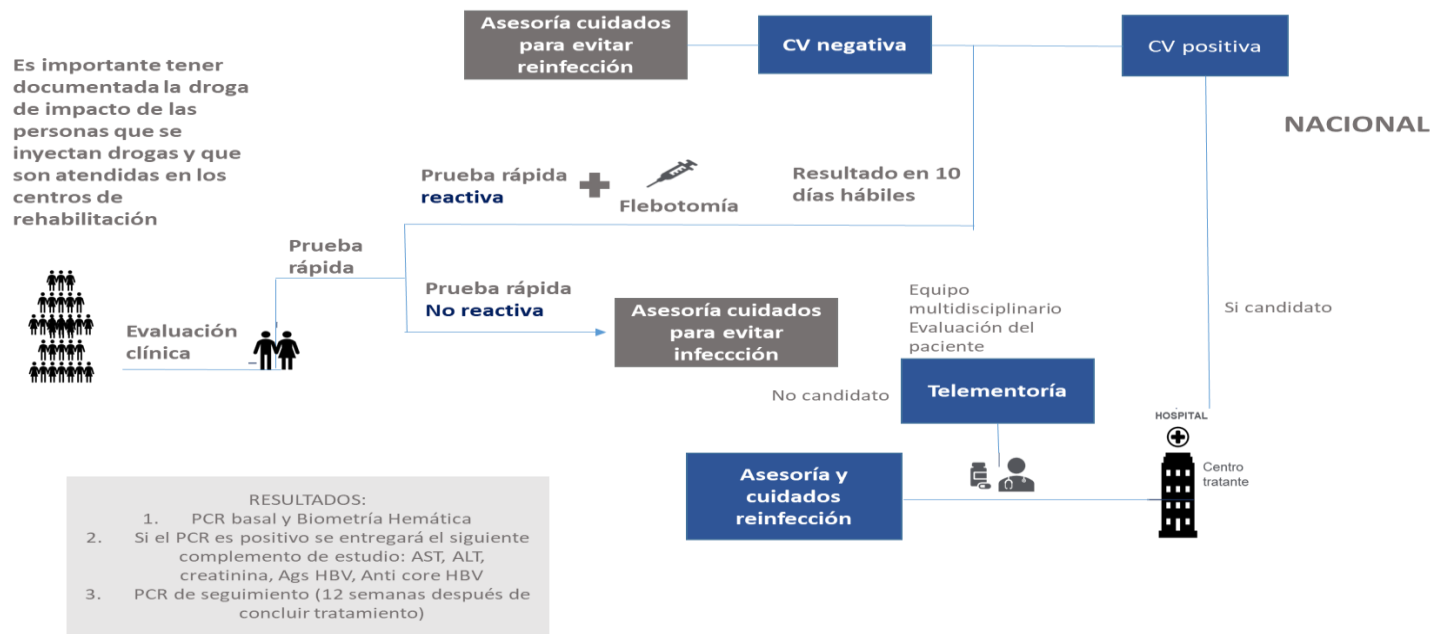 Asesoría cuidados
para evitar
reinfección
CV negativa
CV positiva
Es importante tener
documentada la droga
de impacto de las
personas que se
inyectan drogas y que
son atendidas en los
centros de
rehabilitación
NACIONAL
Prueba rápida
reactiva
Flebotomía
Resultado en 10
días hábiles
Prueba
rápida
Prueba rápida
No reactiva
Asesoría cuidados
para evitar
infeccción
Evaluación
clínica
Equipo
multidisciplinario
Evaluación del
paciente
Si candidato
No candidato
Telementoría
HOSPITAL
Centro
tratante
Asesoría y
cuidados
reinfección
RESULTADOS:
1. PCR basal y Biometría Hemática
2. Si el PCR es positivo se entregará el siguiente
complemento de estudio: AST, ALT,
creatinina, Ags HBV, Anti core HBV
3. PCR de seguimiento (12 semanas después de
concluir tratamiento)